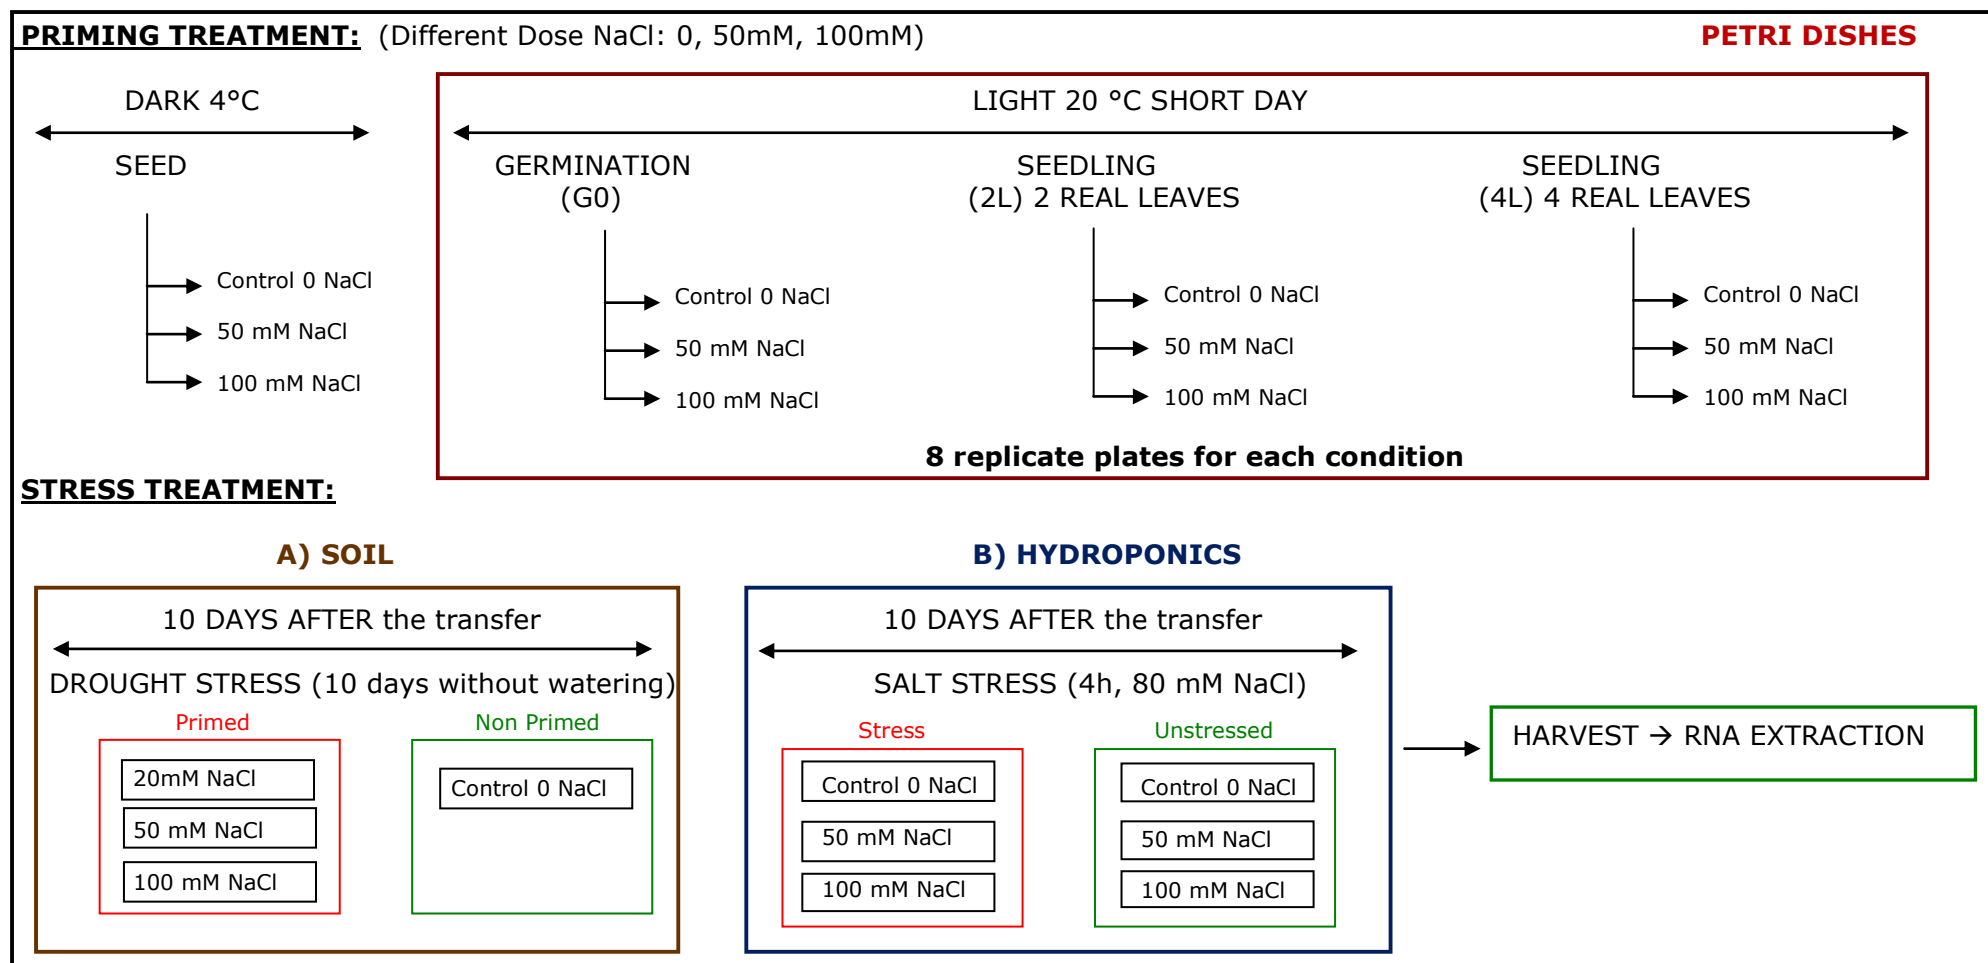 PRIMING TREATMENT: (Different Dose NaCl: 0, 50mM, 100mM)
PETRI DISHES
DARK 4°C
SEED
Control 0 NaCl
50 mM NaCl
100 mM NaCl
LIGHT 20 °C SHORT DAY
GERMINATION
(G0)
Control 0 NaCl
50 mM NaCl
100 mM NaCl
SEEDLING
(2L) 2 REAL LEAVES
Control 0 NaCl
50 mM NaCl
100 mM NaCl
SEEDLING
(4L) 4 REAL LEAVES
Control 0 NaCl
50 mM NaCl
100 mM NaCl
8 replicate plates for each condition
STRESS TREATMENT:
A) SOIL
10 DAYS AFTER the transfer
DROUGHT STRESS (10 days without watering)
Primed
20mM NaCl
50 mM NaCl
100 mM NaCl
Non Primed
Control 0 NaCl
B) HYDROPONICS
10 DAYS AFTER the transfer
SALT STRESS (4h, 80 mM NaCl)
Stress
Control 0 NaCl
50 mM NaCl
100 mM NaCl
Unstressed
Control 0 NaCl
50 mM NaCl
100 mM NaCl
HARVEST → RNA EXTRACTION